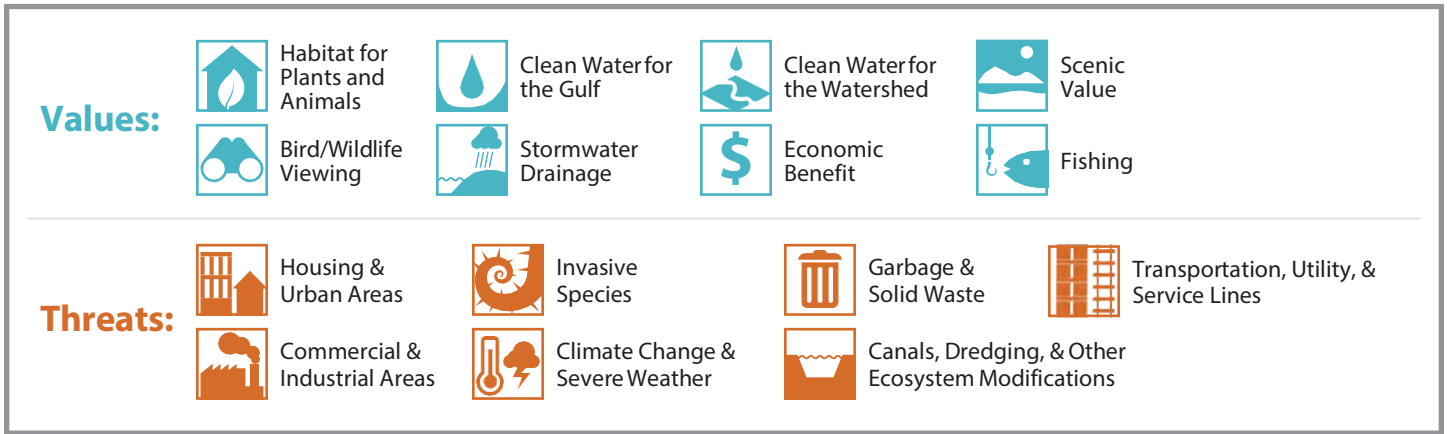 Values:
Habitat for
Plants and
Animals
Clean Water for
the Gulf
Clean Water for
the Watershed
Scenic
Value
Bird/Wildlife
Viewing
Stormwater
Drainage
$
Economic
Benefit
Fishing
Threats:
Housing &
Urban Areas
Invasive
Species
Garbage &
Solid Waste
Transportation, Utility, &
Service Lines
Commercial &
Industrial Areas
Climate Change &
Severe Weather
Canals, Dredging, & Other
Ecosystem Modifications